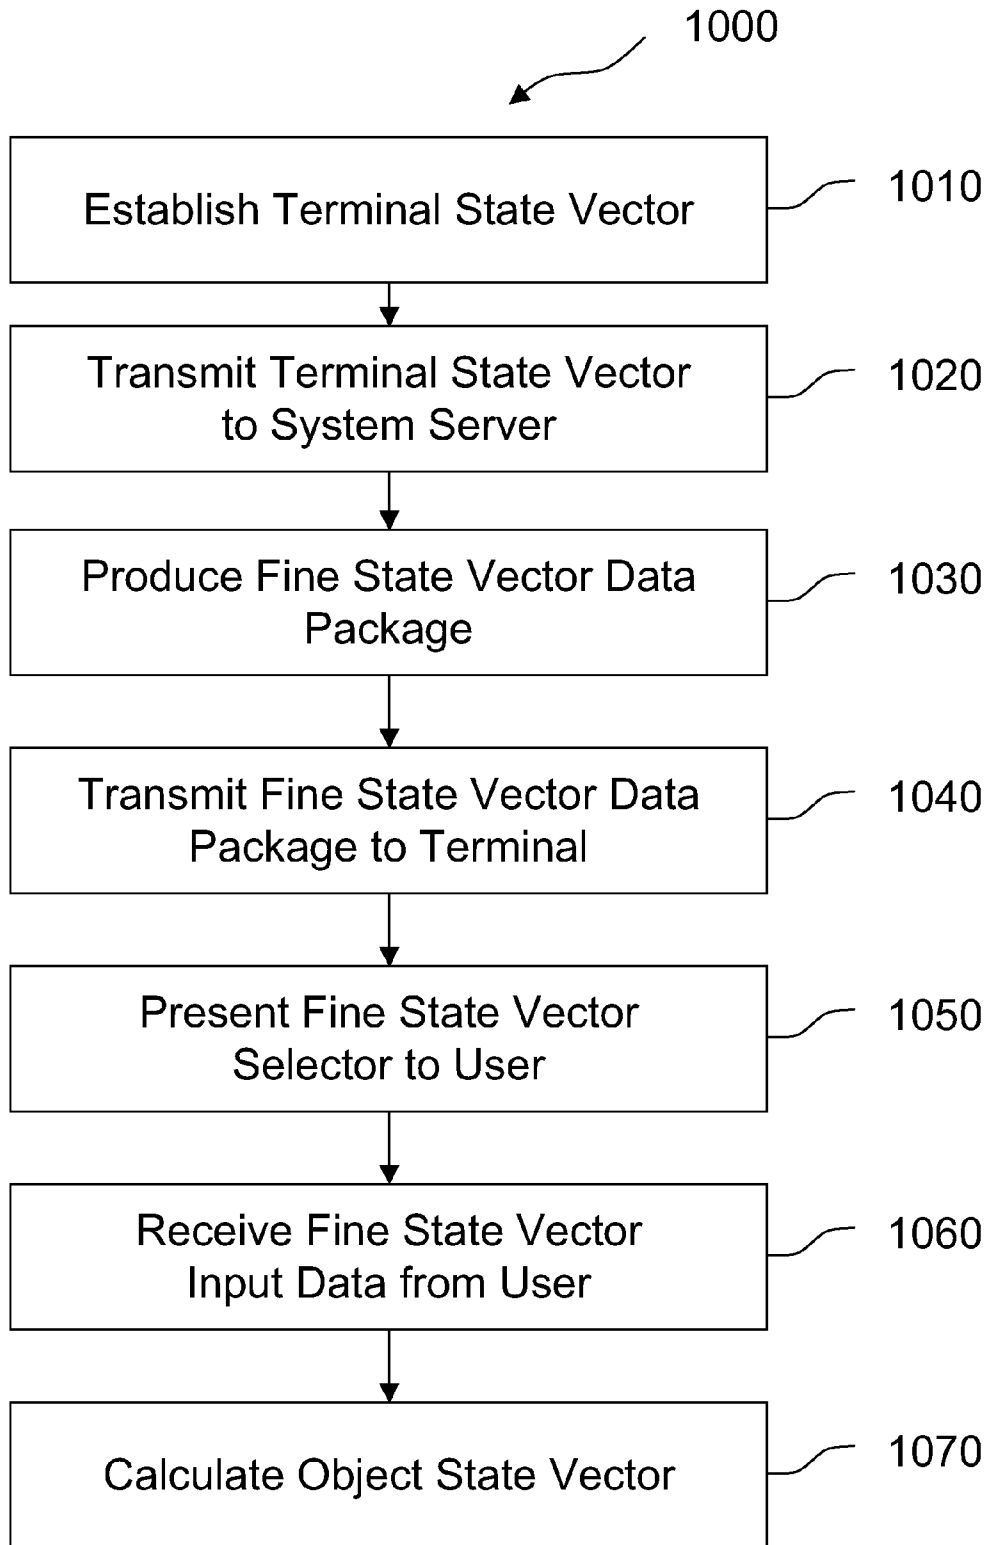 1000
Establish Terminal State Vector
1010
Transmit Terminal State Vector
to System Server
1020
Produce Fine State Vector Data
Package
1030
Transmit Fine State Vector Data
Package to Terminal
1040
Present Fine State Vector
Selector to User
1050
Receive Fine State Vector
Input Data from User
1060
Calculate Object State Vector
1070